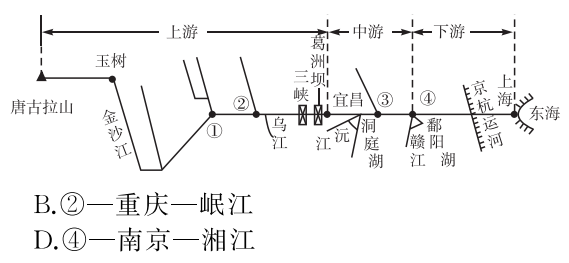 上游
中游
下游
玉树
唐古拉山
金沙江
①
②
乌江
三峡
葛洲坝
宜昌
沅江
洞庭湖
③
④
赣江
鄱阳湖
京杭运河
上海
东海
B.②—重庆—岷江
D.④—南京—湘江